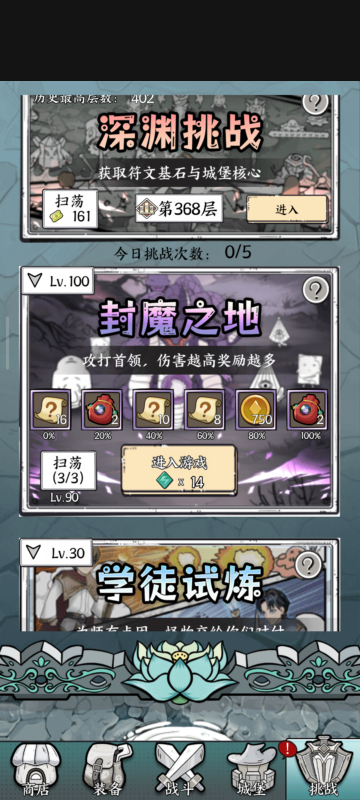 历史最高层数： 402
?
深渊挑战
获取符文基石与城堡核心
扫荡
161
第368层
进入
今日挑战次数： 0/5
Lv.100
?
封魔之地
攻打首领，伤害越高奖励越多
16 2 10 8 750 2
0% 20% 40% 60% 80% 100%
扫荡
(3/3)
Lv.90
进入游戏
x 14
Lv.30
?
学徒试炼
商店 装备 战斗 城堡 ! 挑战